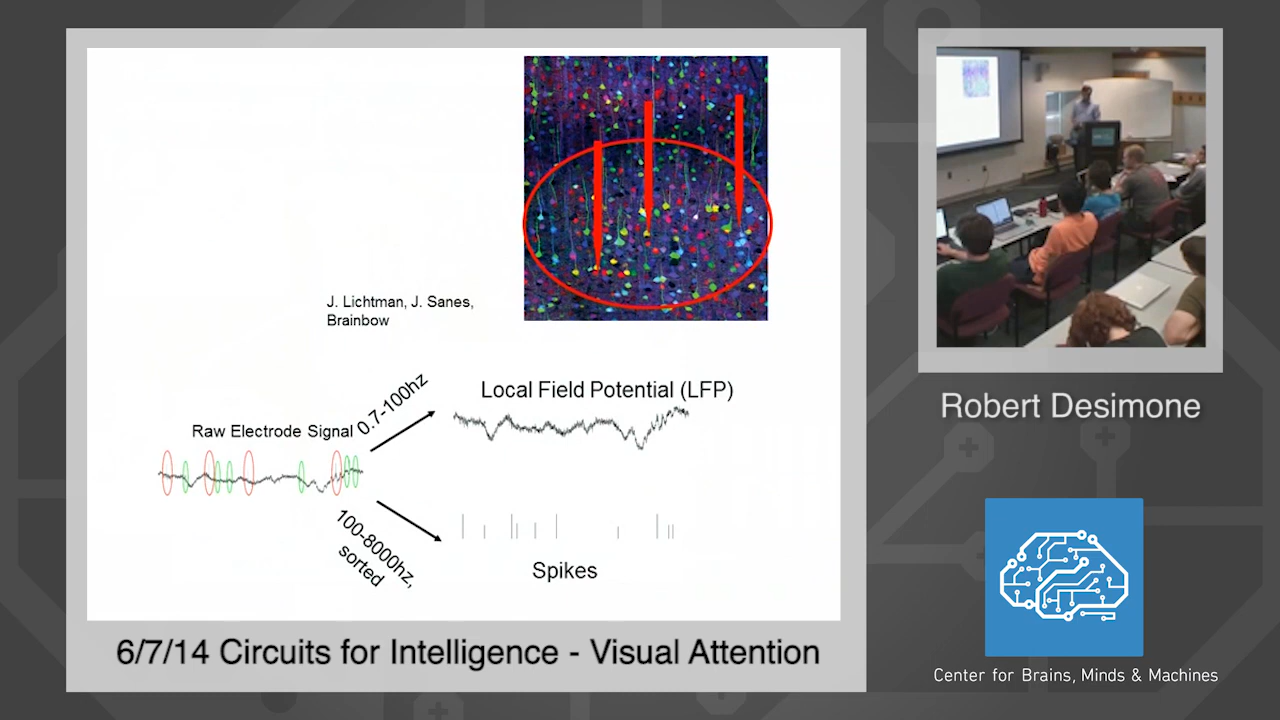 J. Lichtman, J. Sanes,
Brainbow
Local Field Potential (LFP)
0.7-100hz
Raw Electrode Signal
100-8000hz,
sorted
Spikes
6/7/14 Circuits for Intelligence - Visual Attention
Robert Desimone
Center for Brains, Minds & Machines